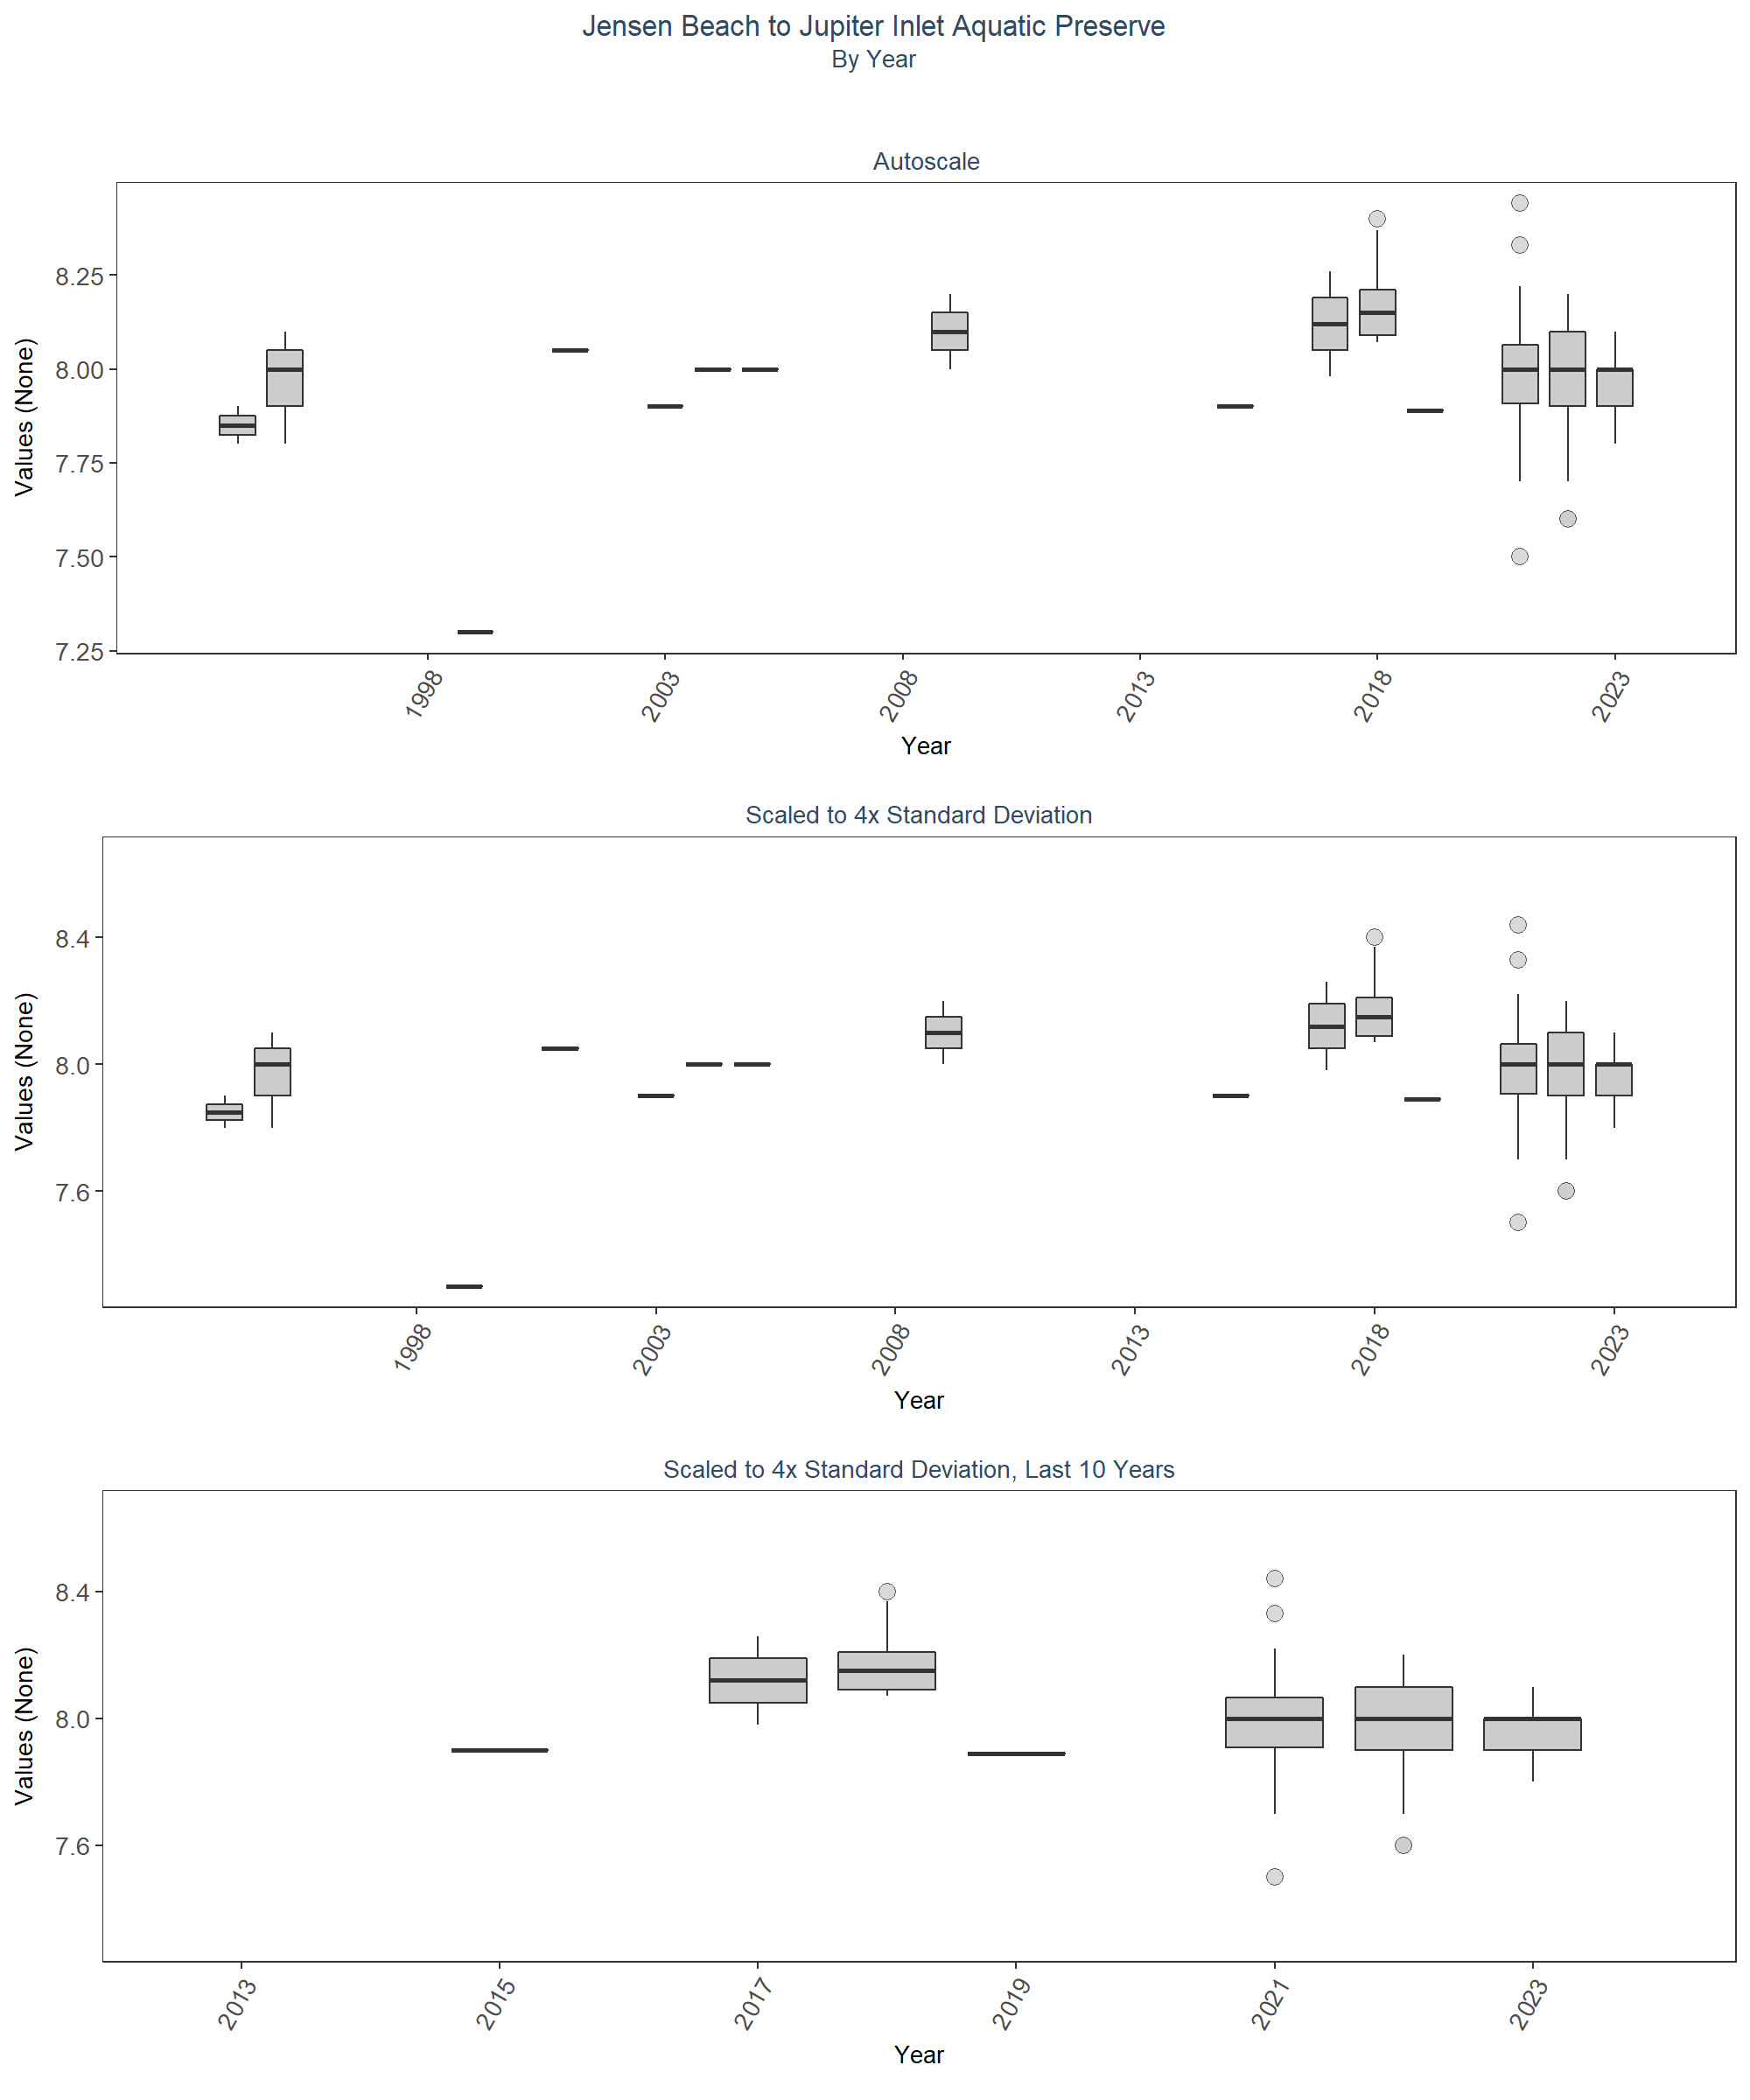 Jensen Beach to Jupiter Inlet Aquatic Preserve
By Year
Autoscale
Values (None)
8.25
8.00
7.75
7.50
7.25
1998
2003
2008
2013
2018
2023
Year
Scaled to 4x Standard Deviation
Values (None)
8.4
8.0
7.6
1998
2003
2008
2013
2018
2023
Year
Scaled to 4x Standard Deviation, Last 10 Years
Values (None)
8.4
8.0
7.6
2013
2015
2017
2019
2021
2023
Year